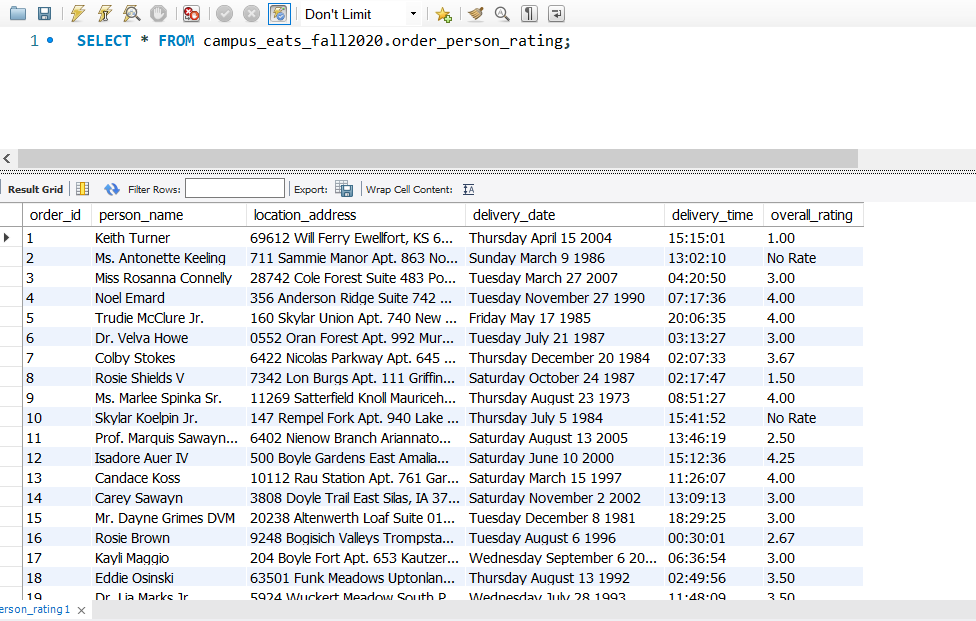 Don't Limit
1 SELECT * FROM campus_eats_fall2020.order_person_rating;
Result Grid Filter Rows: Export: Wrap Cell Content:
order_id person_name location_address delivery_date delivery_time overall_rating
1 Keith Turner 69612 Will Ferry Ewellfort, KS 6... Thursday April 15 2004 15:15:01 1.00
2 Ms. Antonette Keeling 711 Sammie Manor Apt. 863 No... Sunday March 9 1986 13:02:10 No Rate
3 Miss Rosanna Connelly 28742 Cole Forest Suite 483 Po... Tuesday March 27 2007 04:20:50 3.00
4 Noel Emard 356 Anderson Ridge Suite 742 ... Tuesday November 27 1990 07:17:36 4.00
5 Trudie McClure Jr. 160 Skylar Union Apt. 740 New ... Friday May 17 1985 20:06:35 4.00
6 Dr. Velva Howe 0552 Oran Forest Apt. 992 Mur... Tuesday July 21 1987 03:13:27 3.00
7 Colby Stokes 6422 Nicolas Parkway Apt. 645 ... Thursday December 20 1984 02:07:33 3.67
8 Rosie Shields V 7342 Lon Burgs Apt. 111 Griffin... Saturday October 24 1987 02:17:47 1.50
9 Ms. Marlee Spinka Sr. 11269 Satterfield Knoll Mauriceh... Thursday August 23 1973 08:51:27 4.00
10 Skylar Koelpin Jr. 147 Rempel Fork Apt. 940 Lake ... Thursday July 5 1984 15:41:52 No Rate
11 Prof. Marquis Sawayn... 6402 Nienow Branch Ariannato... Saturday August 13 2005 13:46:19 2.50
12 Isadore Auer IV 500 Boyle Gardens East Amalia... Saturday June 10 2000 15:12:36 4.25
13 Candace Koss 10112 Rau Station Apt. 761 Gar... Saturday March 15 1997 11:26:07 4.00
14 Carey Sawayn 3808 Doyle Trail East Silas, IA 37... Saturday November 2 2002 13:09:13 3.00
15 Mr. Dayne Grimes DVM 20238 Altenwerth Loaf Suite 01... Tuesday December 8 1981 18:29:25 3.00
16 Rosie Brown 9248 Bogisich Valleys Trompsta... Tuesday August 6 1996 00:30:01 2.67
17 Kayli Maggio 204 Boyle Fort Apt. 653 Kautzer... Wednesday September 6 20... 06:36:54 3.00
18 Eddie Osinski 63501 Funk Meadows Uptonlan... Thursday August 13 1992 02:49:56 3.50
19 Dr. Lia Marks Jr. 5924 Wuckert Meadow South P... Wednesday July 28 1993 11:48:09 3.50
erson_rating1